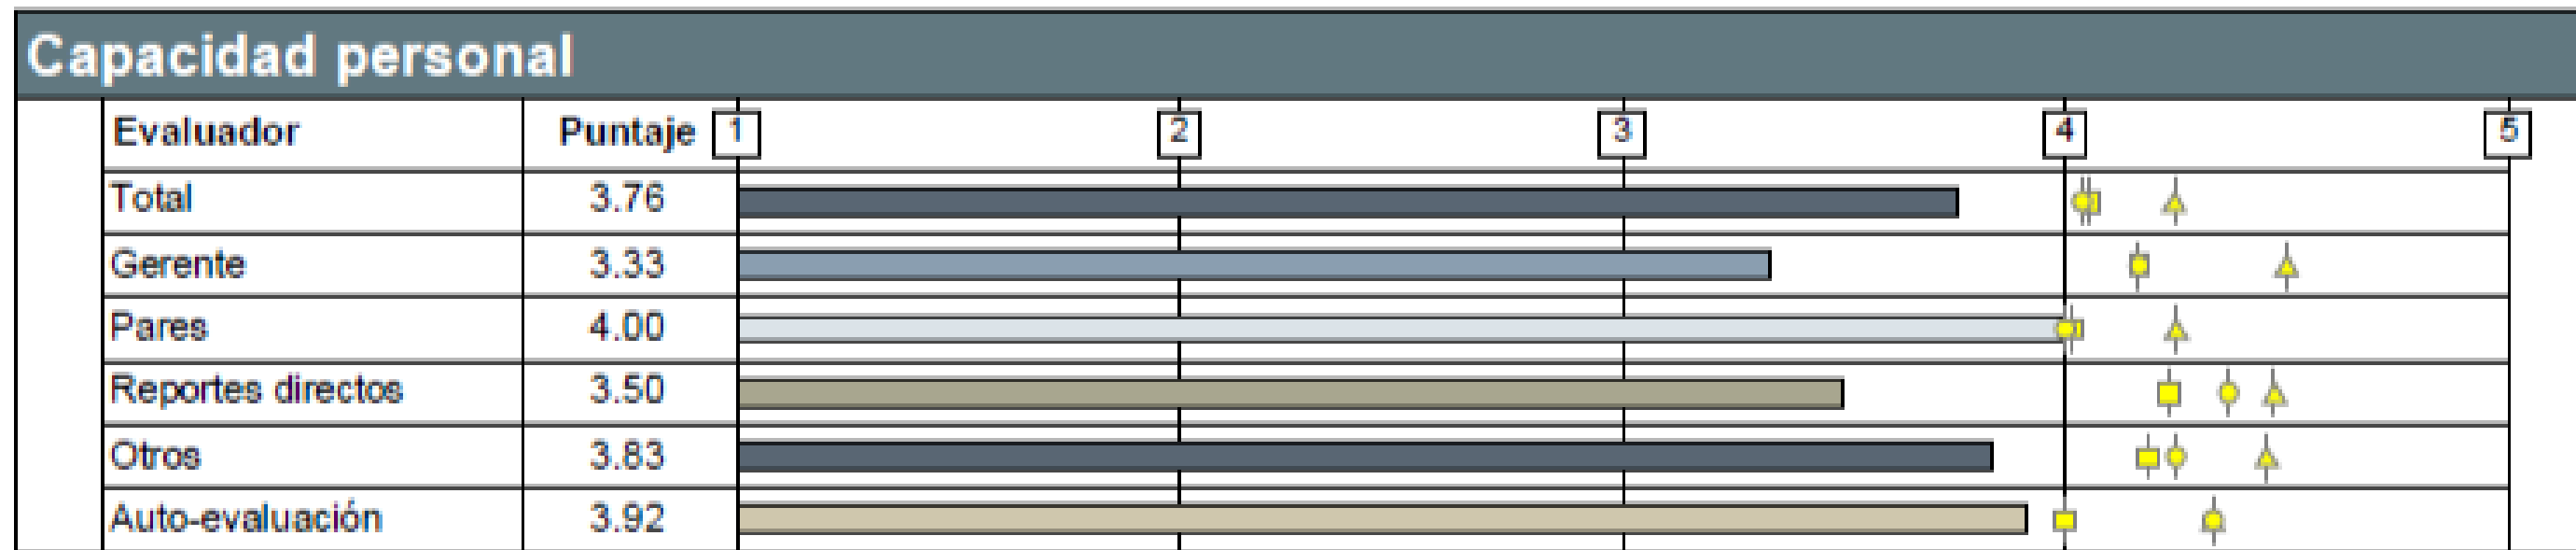 Capacidad personal
Evaluador Puntaje 1 2 3 4 5
Total 3.76
Gerente 3.33
Pares 4.00
Reportes directos 3.50
Otros 3.83
Auto-evaluación 3.92